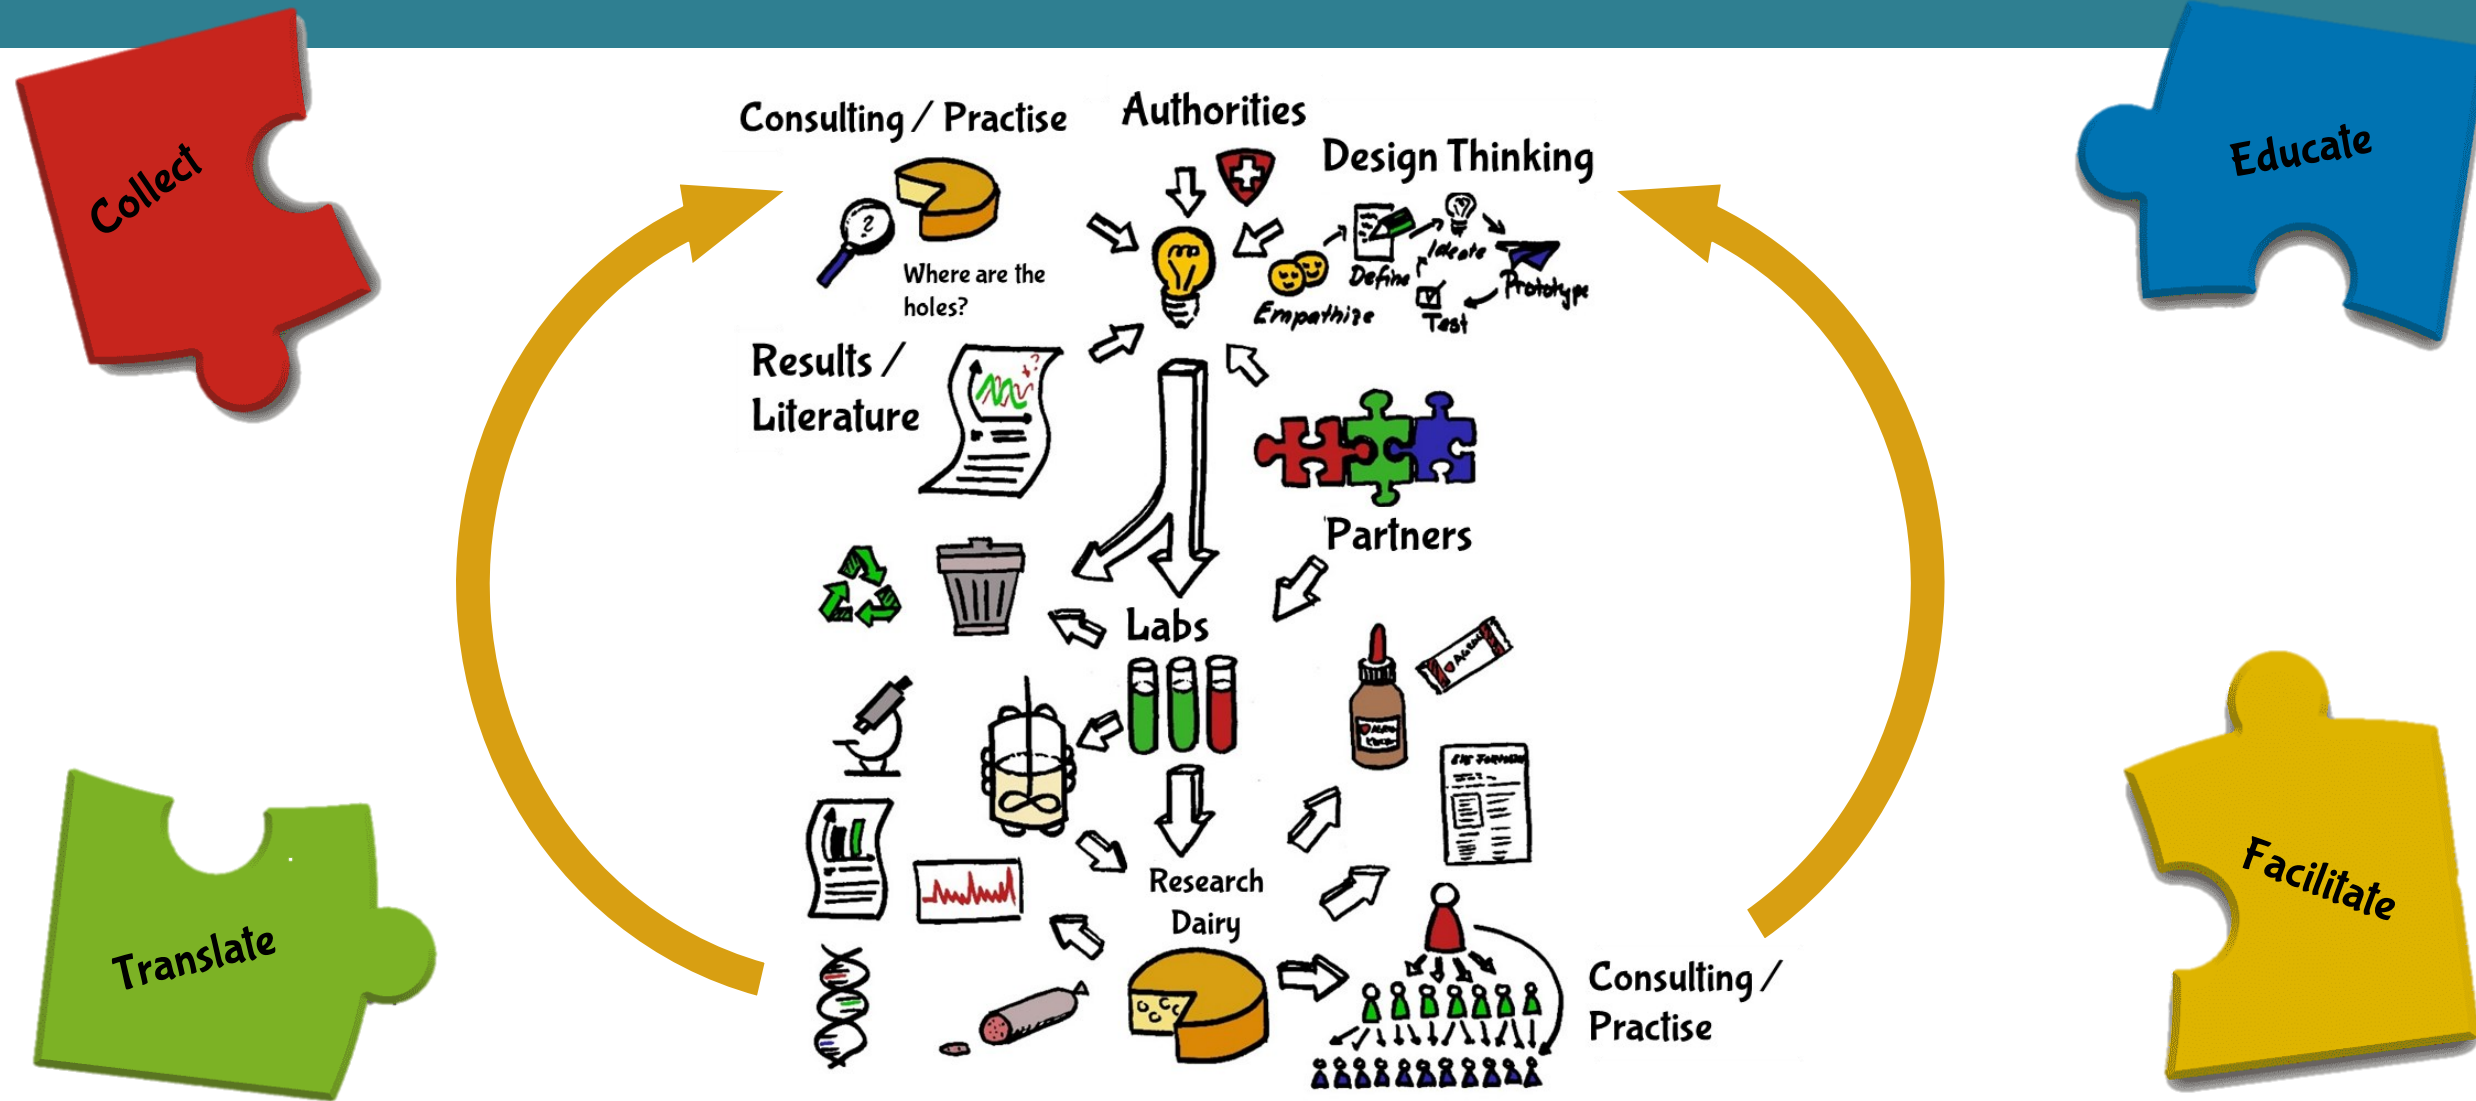 Collect
Educate
Consulting / Practise
Authorities
Design Thinking
?
Where are the
holes?
Empathize
Define
Ideate
Prototype
Test
Results /
Literature
Partners
Labs
Research
Dairy
Consulting /
Practise
Translate
Facilitate